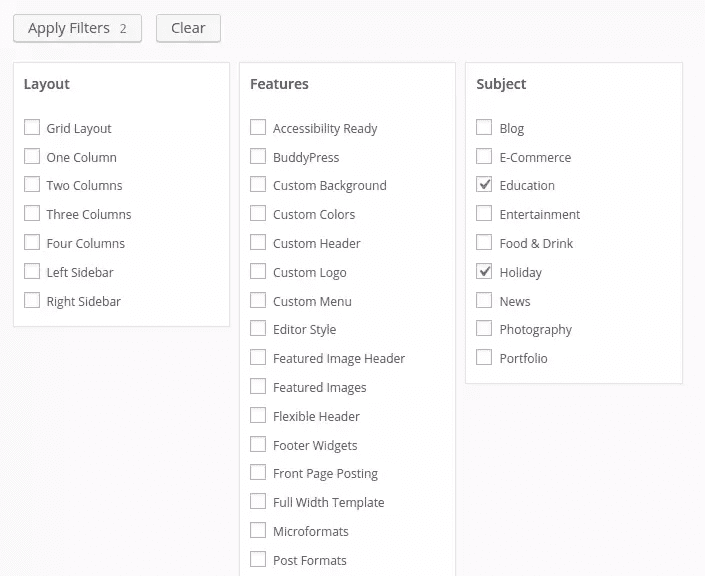 Apply Filters 2
Clear
Layout
Grid Layout
One Column
Two Columns
Three Columns
Four Columns
Left Sidebar
Right Sidebar
Features
Accessibility Ready
BuddyPress
Custom Background
Custom Colors
Custom Header
Custom Logo
Custom Menu
Editor Style
Featured Image Header
Featured Images
Flexible Header
Footer Widgets
Front Page Posting
Full Width Template
Microformats
Post Formats
Subject
Blog
E-Commerce
Education
Entertainment
Food & Drink
Holiday
News
Photography
Portfolio